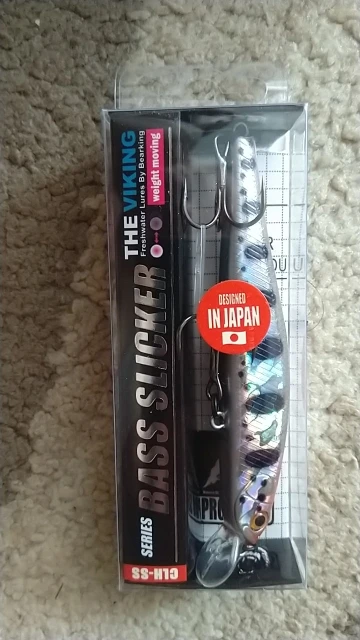 THE VIKING
Freshwater Lures By Bearking
weight moving
SERIES BASS SLICKER
CLH-SS
DESIGNED
IN JAPAN